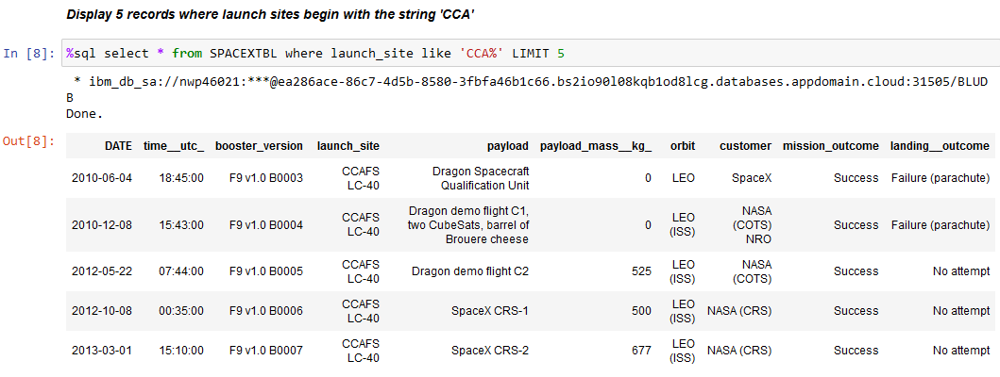 Display 5 records where launch sites begin with the string 'CCA'
In [8]: %sql select * from SPACEXTBL where launch_site like 'CCA%' LIMIT 5
* ibm_db_sa://nwp46021:***@ea286ace-86c7-4d5b-8580-3fbfa46b1c66.bs2io90l08kqb1od8lcg.databases.appdomain.cloud:31505/BLUD
B
Done.
Out[8]:
DATE time__utc_ booster_version launch_site payload payload_mass__kg_ orbit customer mission_outcome landing__outcome
2010-06-04 18:45:00 F9 v1.0 B0003 CCAFS LC-40 Dragon Spacecraft Qualification Unit 0 LEO SpaceX Success Failure (parachute)
2010-12-08 15:43:00 F9 v1.0 B0004 CCAFS LC-40 Dragon demo flight C1, two CubeSats, barrel of Brouere cheese 0 LEO (ISS) NASA (COTS) NRO Success Failure (parachute)
2012-05-22 07:44:00 F9 v1.0 B0005 CCAFS LC-40 Dragon demo flight C2 525 LEO (ISS) NASA (COTS) Success No attempt
2012-10-08 00:35:00 F9 v1.0 B0006 CCAFS LC-40 SpaceX CRS-1 500 LEO (ISS) NASA (CRS) Success No attempt
2013-03-01 15:10:00 F9 v1.0 B0007 CCAFS LC-40 SpaceX CRS-2 677 LEO (ISS) NASA (CRS) Success No attempt